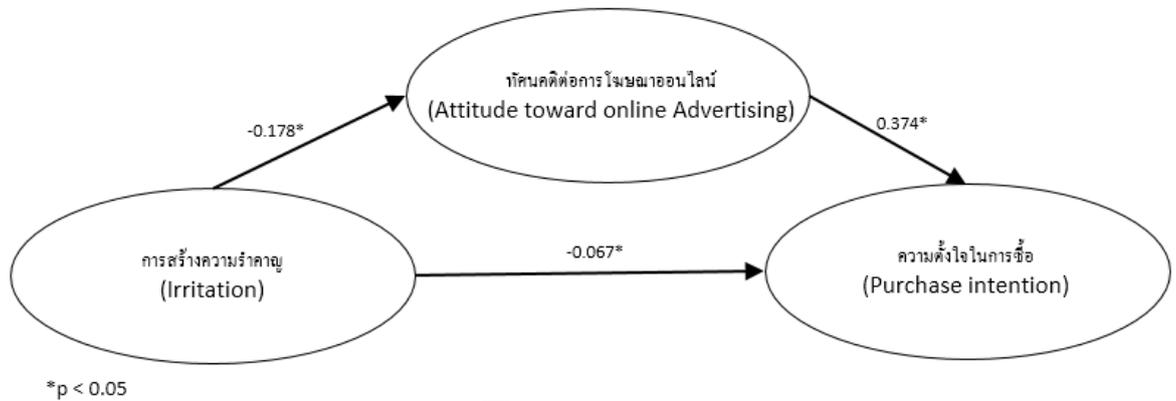 ทัศนคติต่อการโฆษณาออนไลน์
(Attitude toward online Advertising)
-0.178*
0.374*
การสร้างความรำคาญ
(Irritation)
-0.067*
ความตั้งใจในการซื้อ
(Purchase intention)
*p < 0.05